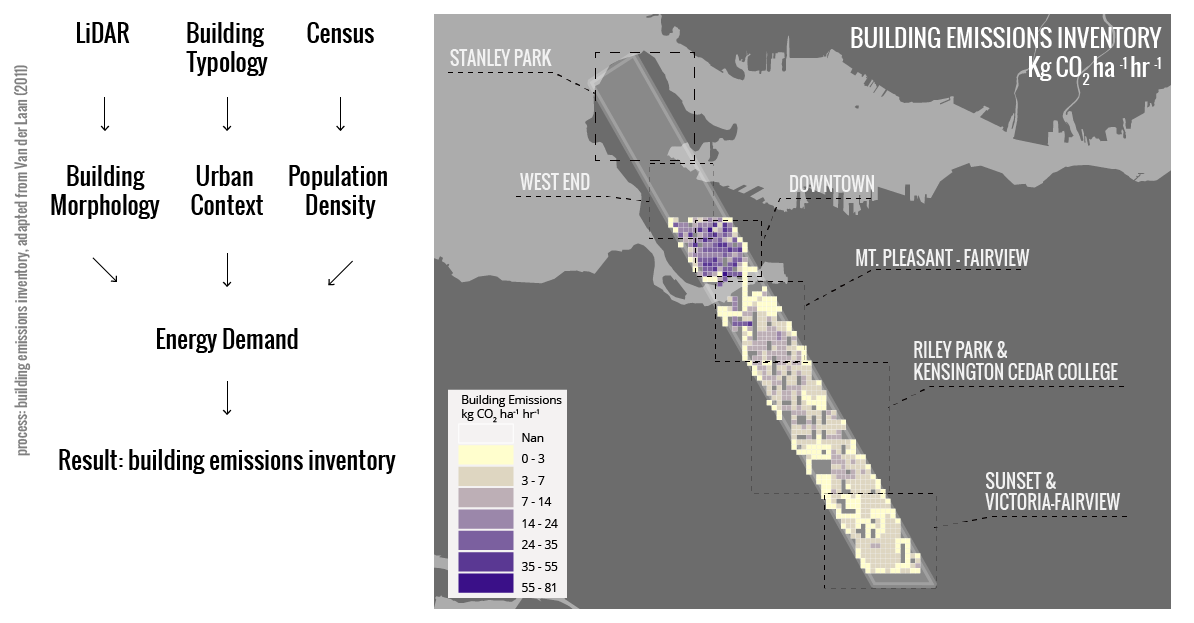 process: building emissions inventory, adapted from Van der Laan (2011)
LiDAR
Building
Typology
Census
Building
Morphology
Urban
Context
Population
Density
Energy Demand
Result: building emissions inventory
BUILDING EMISSIONS INVENTORY
Kg CO2 ha -1 hr -1
STANLEY PARK
WEST END
DOWNTOWN
MT. PLEASANT - FAIRVIEW
RILEY PARK &
KENSINGTON CEDAR COLLEGE
SUNSET &
VICTORIA-FAIRVIEW
Building Emissions
kg CO2 ha-1 hr-1
Nan
0 - 3
3 - 7
7 - 14
14 - 24
24 - 35
35 - 55
55 - 81